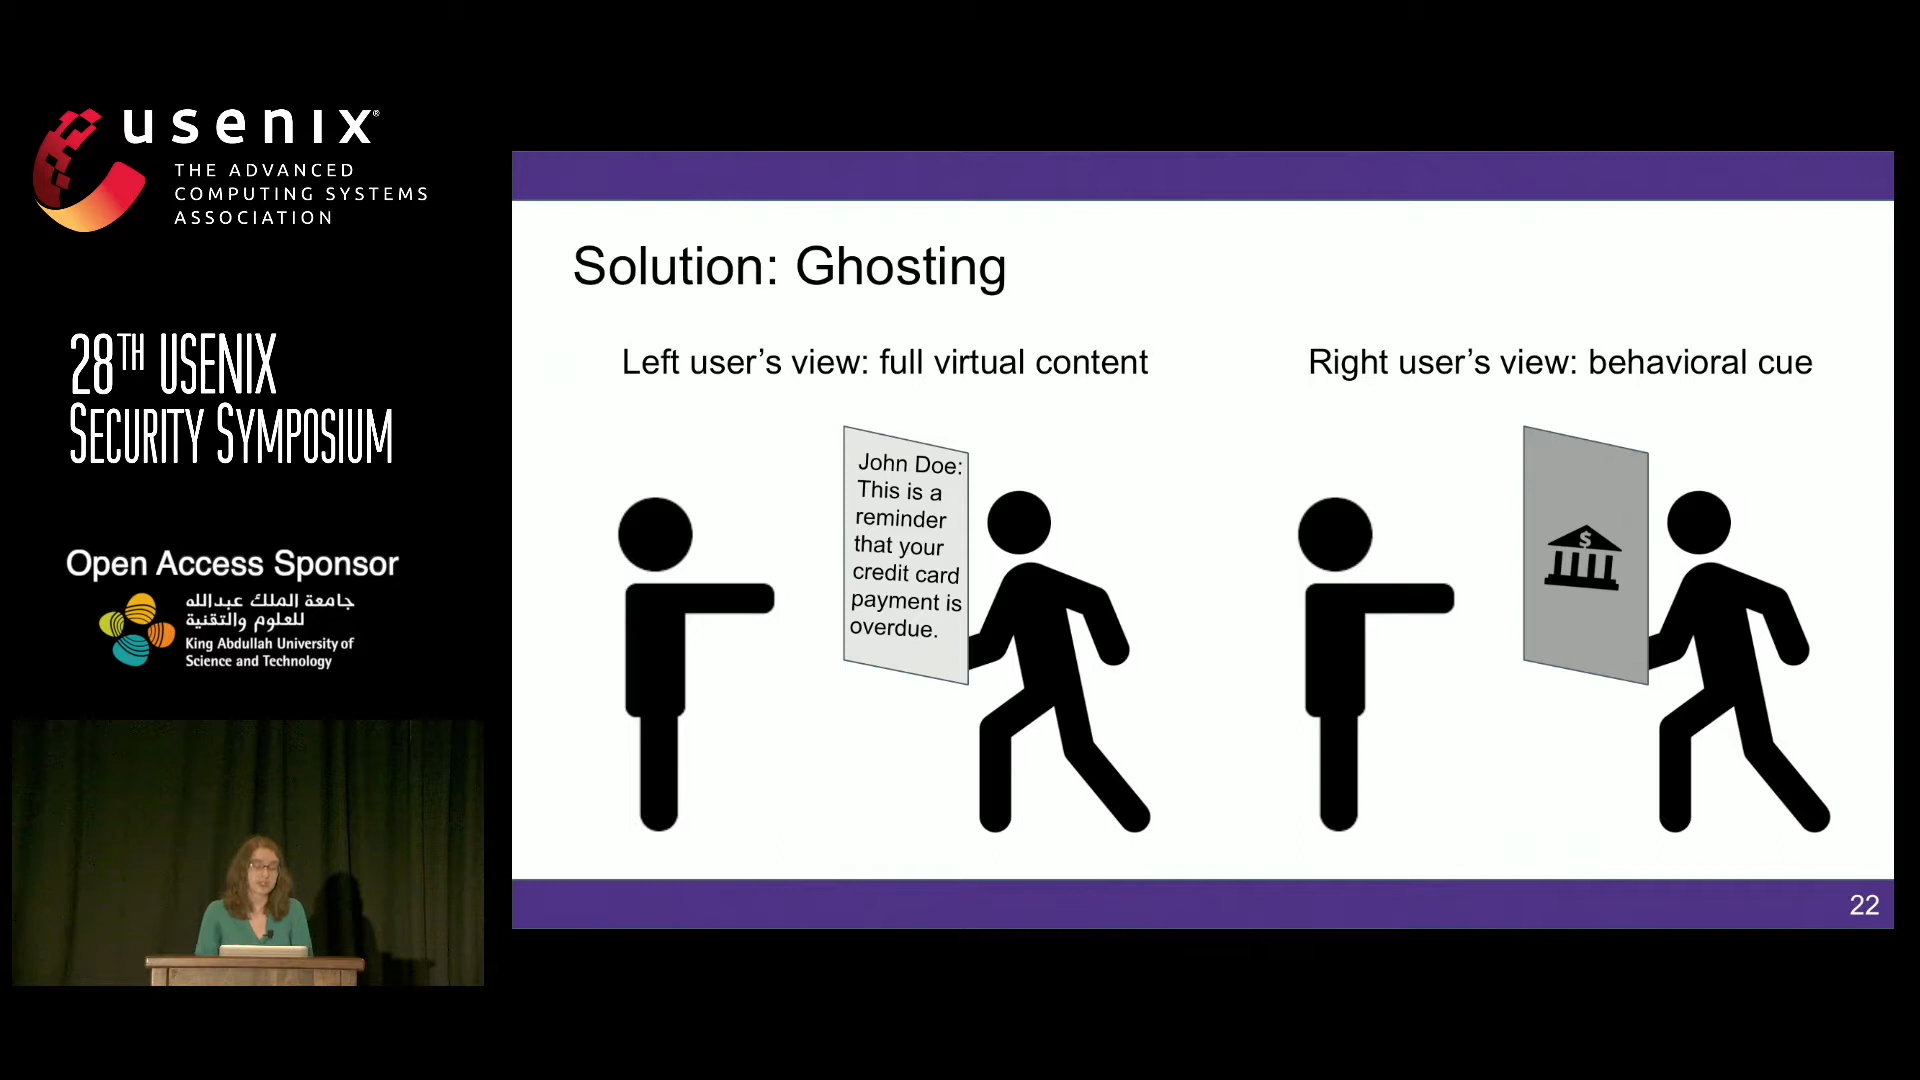 usenix®
THE ADVANCED
COMPUTING SYSTEMS
ASSOCIATION
28TH USENIX
SECURITY SYMPOSIUM
Open Access Sponsor
جامعة الملك عبدالله
للعلوم والتقنية
King Abdullah University of
Science and Technology
Solution: Ghosting
Left user’s view: full virtual content
Right user’s view: behavioral cue
John Doe:
This is a
reminder
that your
credit card
payment is
overdue.
$
22